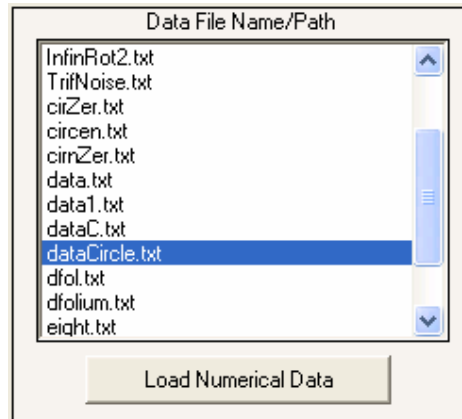 Data File Name/Path
InfinRot2.txt
TrifNoise.txt
cirZer.txt
circen.txt
cirnZer.txt
data.txt
data1.txt
dataC.txt
dataCircle.txt
dfol.txt
dfolium.txt
eight.txt
Load Numerical Data